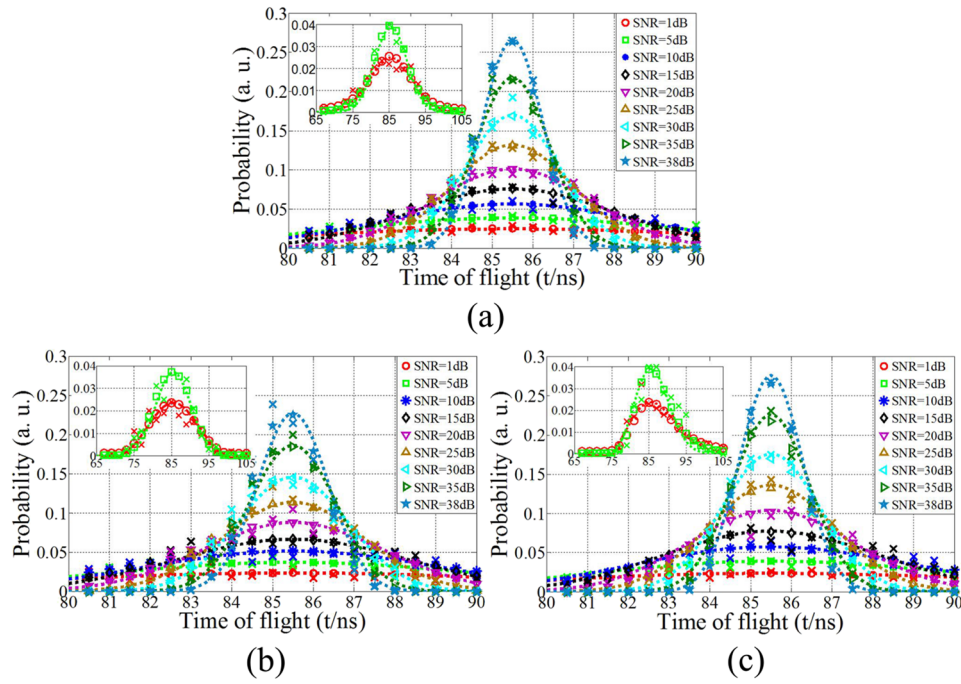 0.3
0.25
0.2
0.15
0.1
0.05
0
Probability (a. u.)
0.04
0.03
0.02
0.01
0
65 75 85 95 105
SNR=1dB
SNR=5dB
SNR=10dB
SNR=15dB
SNR=20dB
SNR=25dB
SNR=30dB
SNR=35dB
SNR=38dB
80 81 82 83 84 85 86 87 88 89 90
Time of flight (t/ns)
(a)
0.3
0.25
0.2
0.15
0.1
0.05
0
Probability (a. u.)
0.04
0.03
0.02
0.01
0
65 75 85 95 105
SNR=1dB
SNR=5dB
SNR=10dB
SNR=15dB
SNR=20dB
SNR=25dB
SNR=30dB
SNR=35dB
SNR=38dB
80 81 82 83 84 85 86 87 88 89 90
Time of flight (t/ns)
(b)
0.3
0.25
0.2
0.15
0.1
0.05
0
Probability (a. u.)
0.04
0.03
0.02
0.01
0
65 75 85 95 105
SNR=1dB
SNR=5dB
SNR=10dB
SNR=15dB
SNR=20dB
SNR=25dB
SNR=30dB
SNR=35dB
SNR=38dB
80 81 82 83 84 85 86 87 88 89 90
Time of flight (t/ns)
(c)